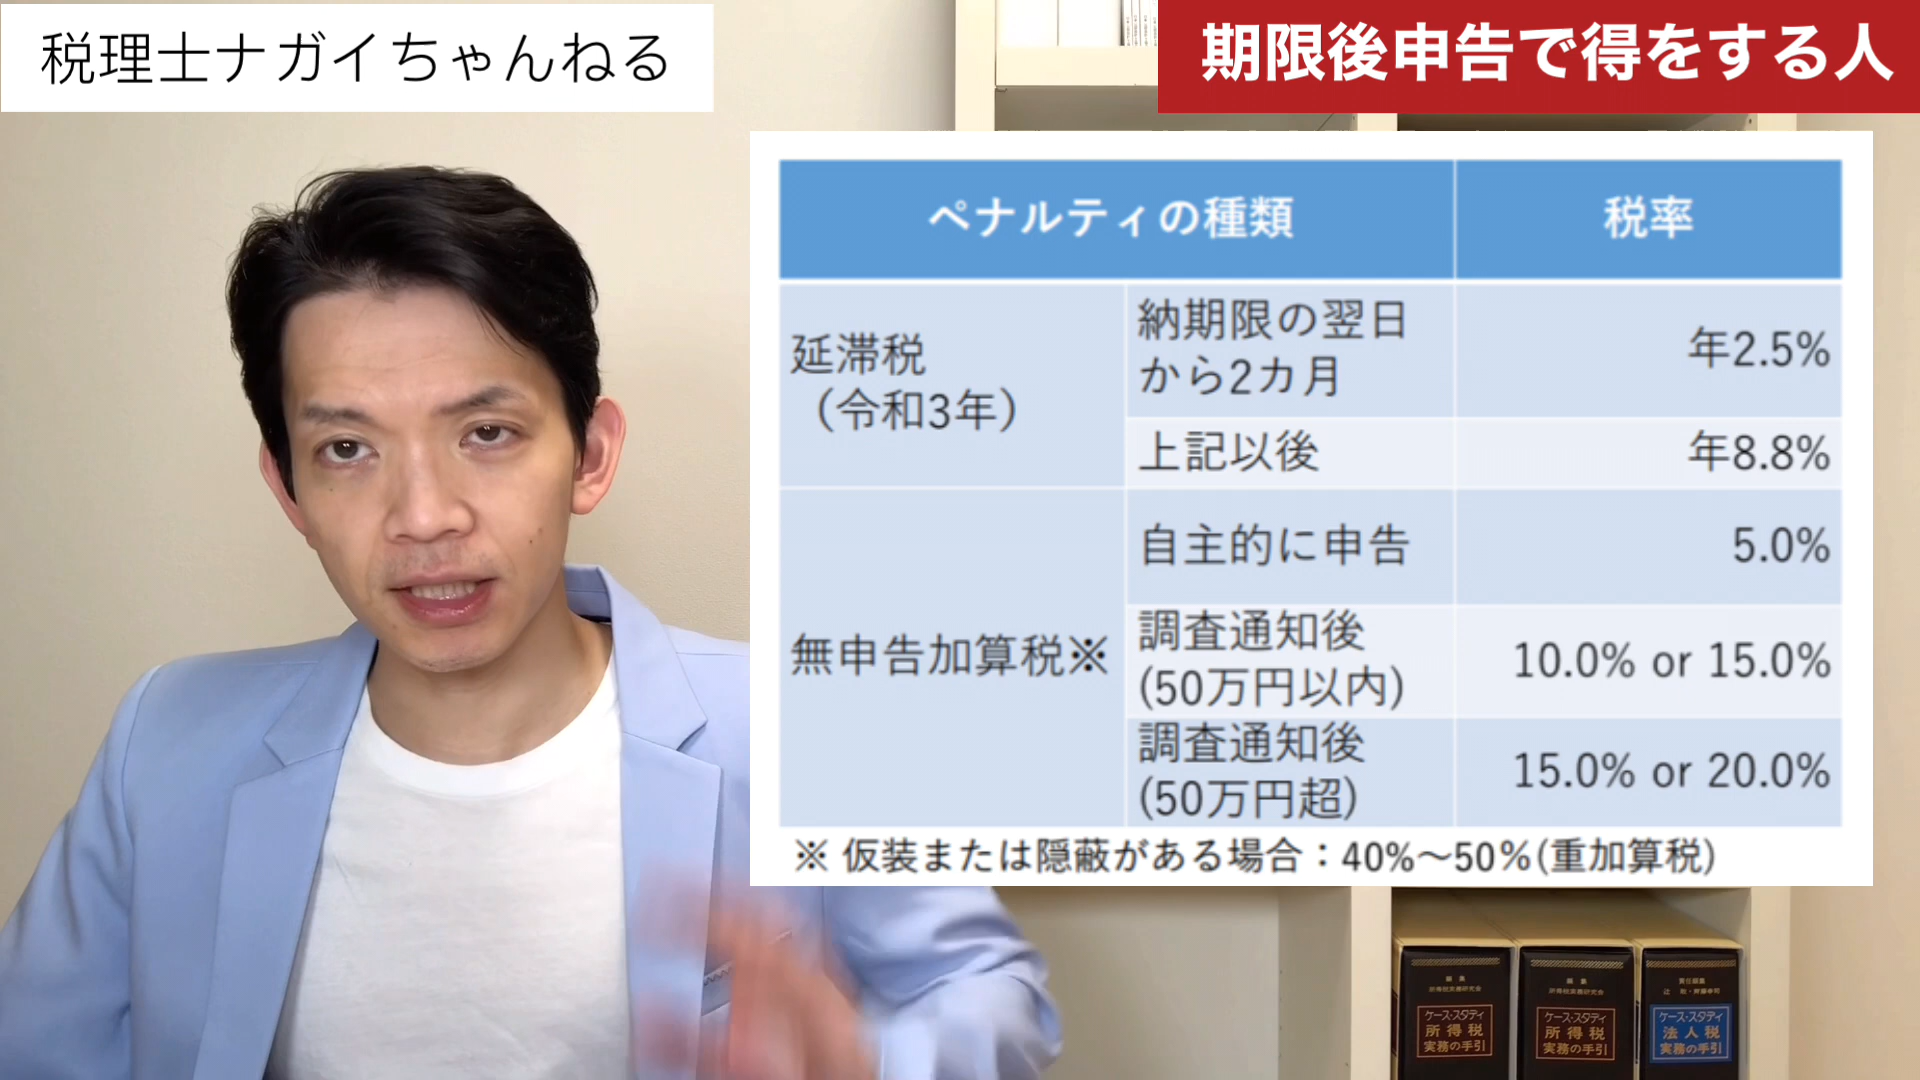 税理士ナガイちゃんねる
期限後申告で得をする人
ペナルティの種類 税率
延滞税
（令和3年）
納期限の翌日
から2カ月
年2.5%
上記以後
年8.8%
無申告加算税※
自主的に申告
5.0%
調査通知後
(50万円以内)
10.0% or 15.0%
調査通知後
(50万円超)
15.0% or 20.0%
※ 仮装または隠蔽がある場合：40%～50%(重加算税)
編集
ケース・スタディ
所得税
実務の手引
編集
ケース・スタディ
所得税
実務の手引
責任編集
ケース・スタディ
法人税
実務の手引